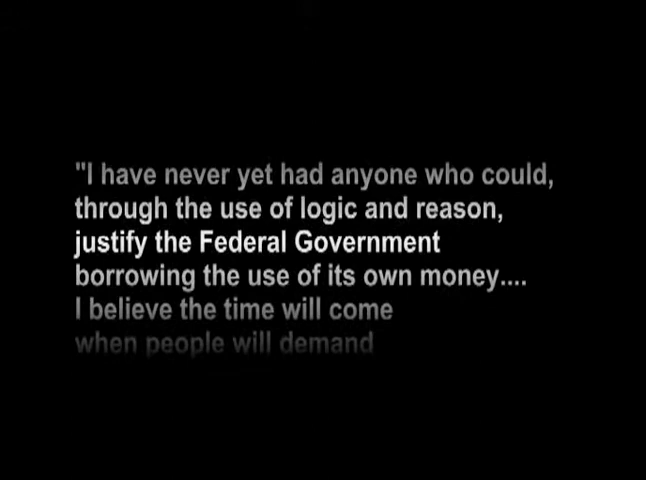 "I have never yet had anyone who could,
through the use of logic and reason,
justify the Federal Government
borrowing the use of its own money....
I believe the time will come
when people will demand